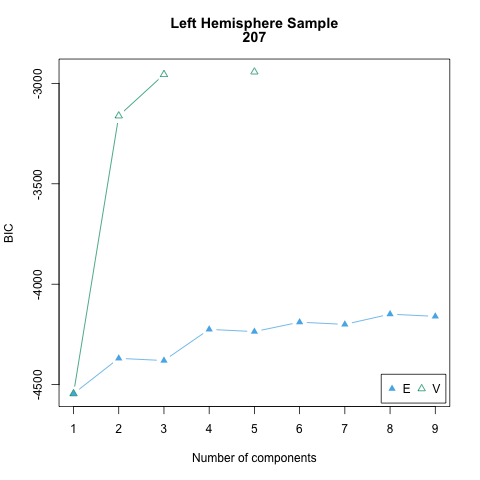 Left Hemisphere Sample
207
BIC
-3000
-3500
-4000
-4500
1 2 3 4 5 6 7 8 9
Number of components
E V